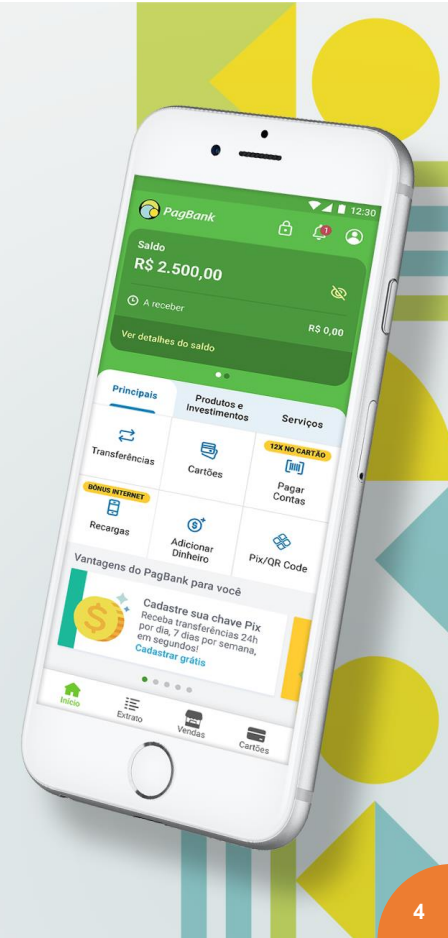 12:30
PagBank
1
Saldo
R$ 2.500,00
A receber
R$ 0,00
Ver detalhes do saldo
Principais
Produtos e
Investimentos
Serviços
Transferências
Cartões
12X NO CARTÃO
Pagar
Contas
BÔNUS INTERNET
Recargas
Adicionar
Dinheiro
Pix/QR Code
Vantagens do PagBank para você
Cadastre sua chave Pix
Receba transferências 24h
por dia, 7 dias por semana,
em segundos!
Cadastrar grátis
Início
Extrato
Vendas
Cartões
4